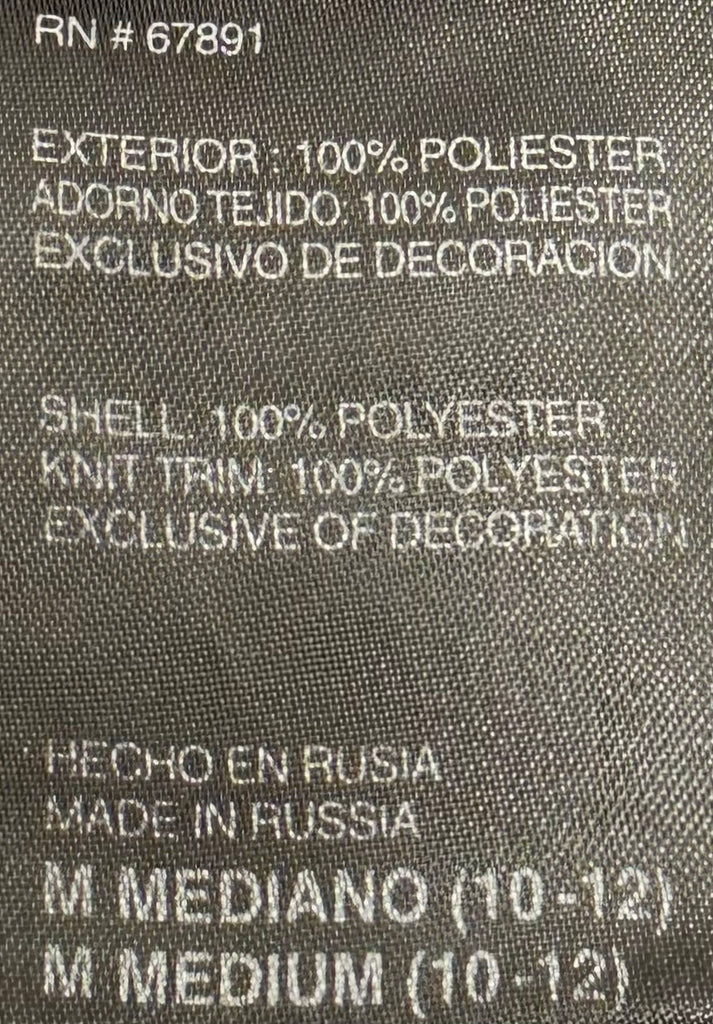 RN # 67891
EXTERIOR : 100% POLIESTER
ADORNO TEJIDO: 100% POLIESTER
EXCLUSIVO DE DECORACION
SHELL: 100% POLYESTER
KNIT TRIM: 100% POLYESTER
EXCLUSIVE OF DECORATION
HECHO EN RUSIA
MADE IN RUSSIA
M MEDIANO (10-12)
M MEDIUM (10-12)